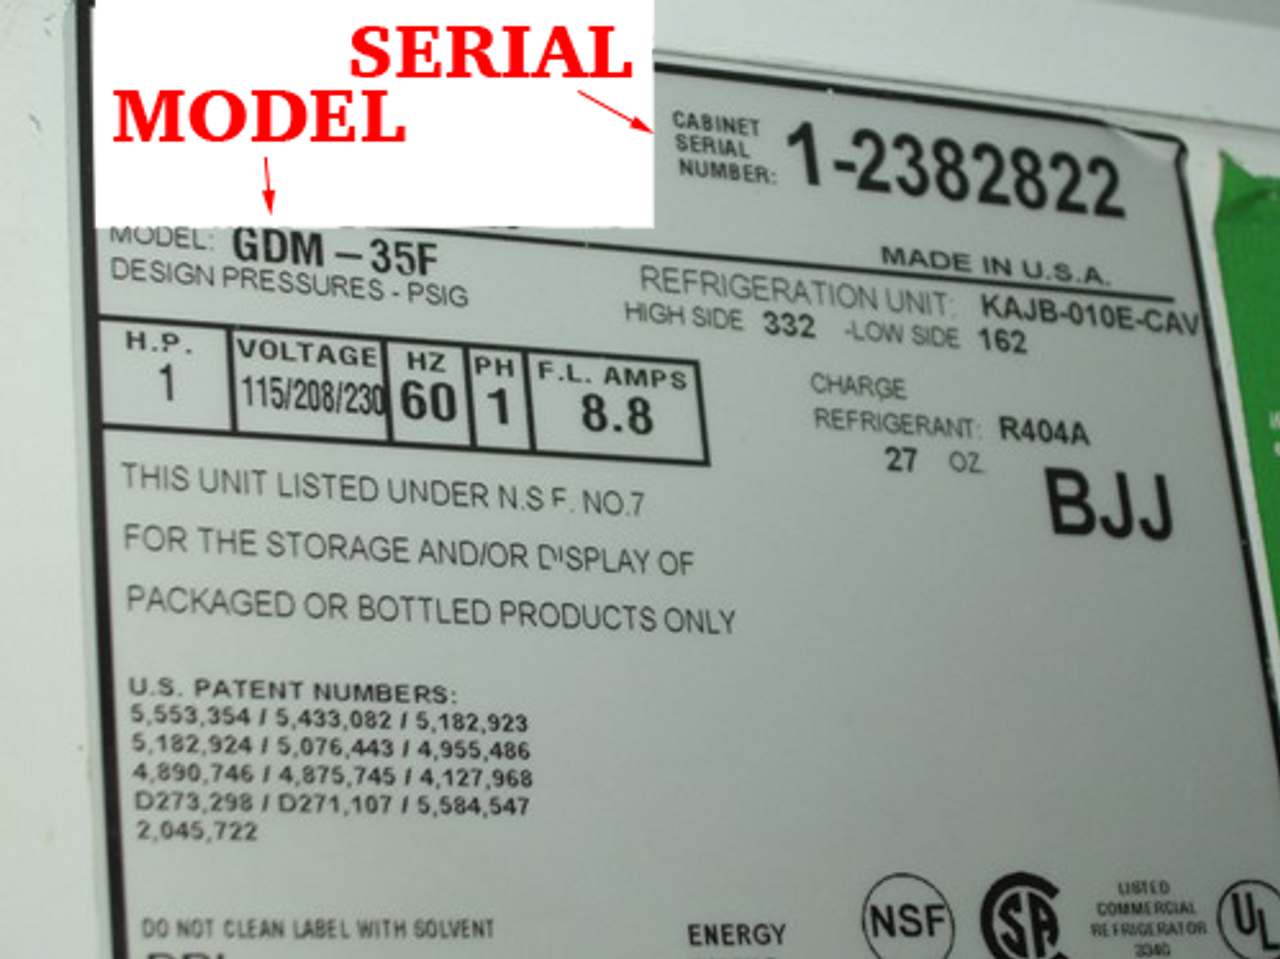 SERIAL
MODEL
CABINET
SERIAL
NUMBER: 1-2382822
MADE IN U.S.A.
MODEL: GDM – 35F
DESIGN PRESSURES - PSIG
REFRIGERATION UNIT: KAJB-010E-CAV
HIGH SIDE 332 -LOW SIDE 162
H.P. VOLTAGE HZ PH F.L. AMPS
1 115/208/230 60 1 8.8
CHARGE
REFRIGERANT: R404A
27 OZ
BJJ
THIS UNIT LISTED UNDER N.S F. NO.7
FOR THE STORAGE AND/OR DISPLAY OF
PACKAGED OR BOTTLED PRODUCTS ONLY
U.S. PATENT NUMBERS:
5,553,354 / 5,433,082 / 5,182,923
5,182,924 / 5,076,443 / 4,955,486
4,890,746 / 4,875,745 / 4,127,968
D273,298 / D271,107 / 5,584,547
2,045,722
DO NOT CLEAN LABEL WITH SOLVENT
ENERGY
NSF
SA
LISTED
COMMERCIAL
REFRIGERATOR
UL